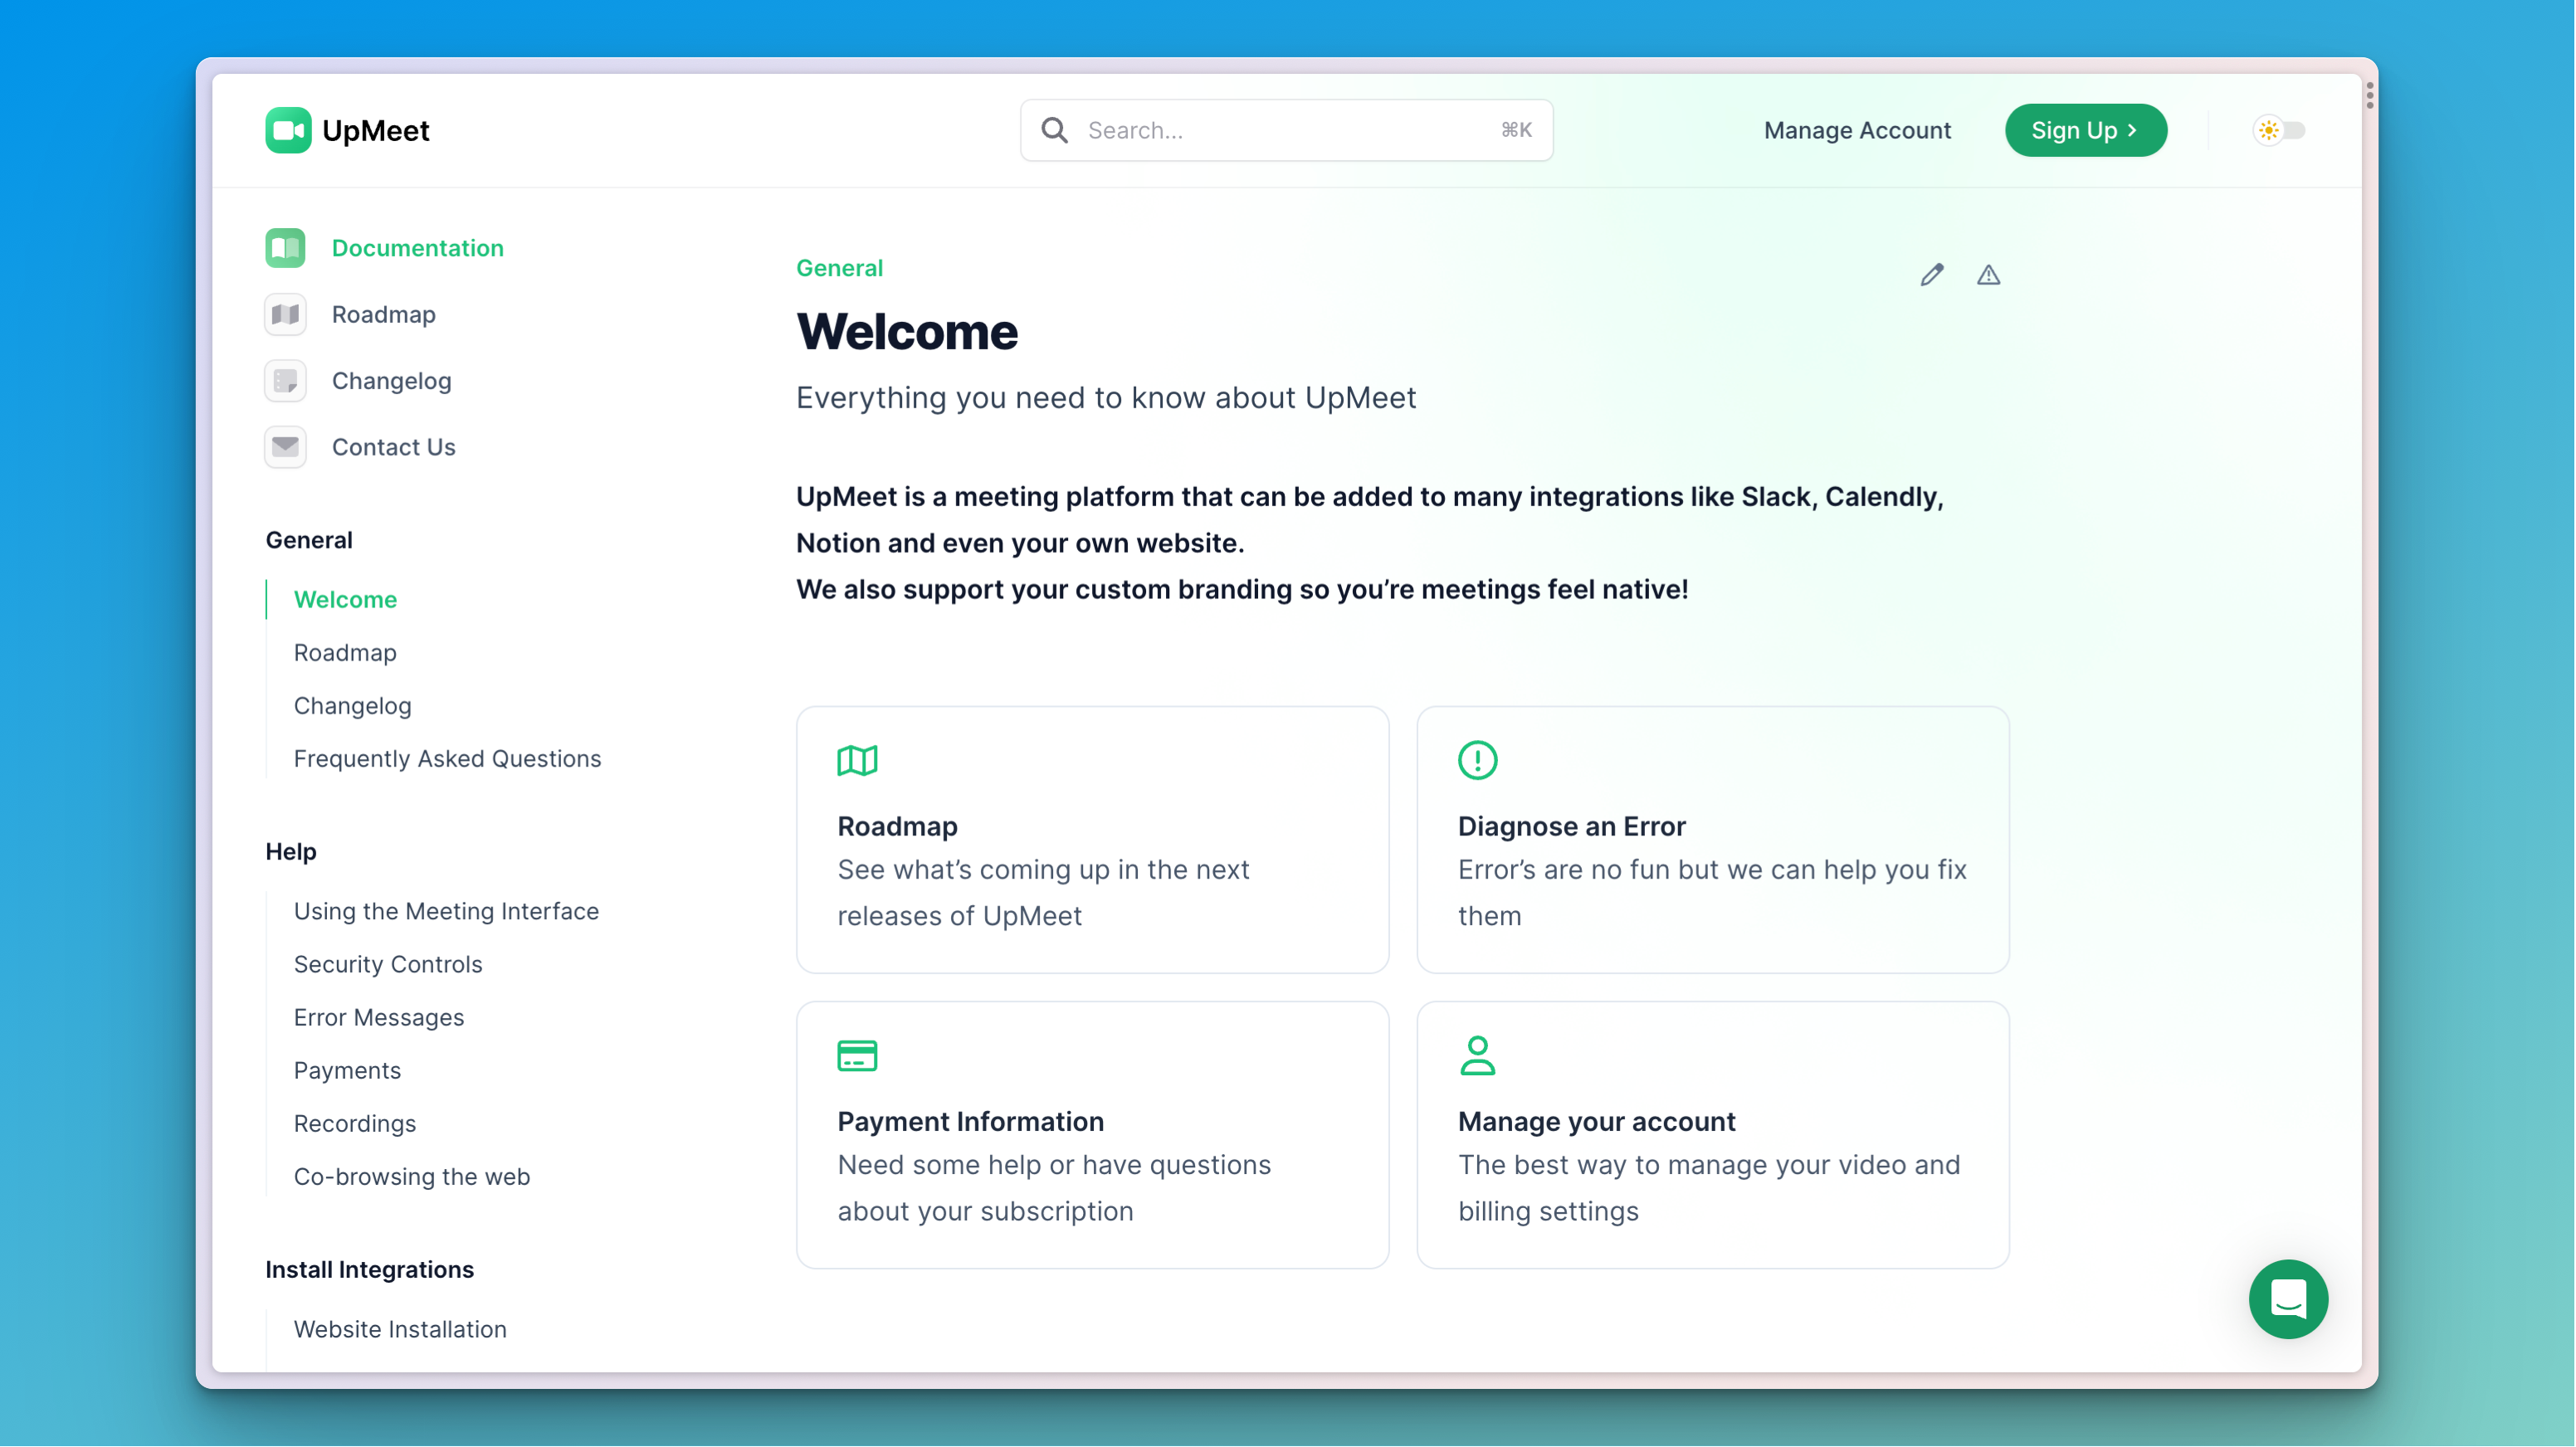 UpMeet
Search...
⌘K
Manage Account
Sign Up
Documentation
Roadmap
Changelog
Contact Us
General
Welcome
Roadmap
Changelog
Frequently Asked Questions
Help
Using the Meeting Interface
Security Controls
Error Messages
Payments
Recordings
Co-browsing the web
Install Integrations
Website Installation
General
Welcome
Everything you need to know about UpMeet
UpMeet is a meeting platform that can be added to many integrations like Slack, Calendly,
Notion and even your own website.
We also support your custom branding so you’re meetings feel native!
Roadmap
See what’s coming up in the next
releases of UpMeet
Diagnose an Error
Error’s are no fun but we can help you fix
them
Payment Information
Need some help or have questions
about your subscription
Manage your account
The best way to manage your video and
billing settings